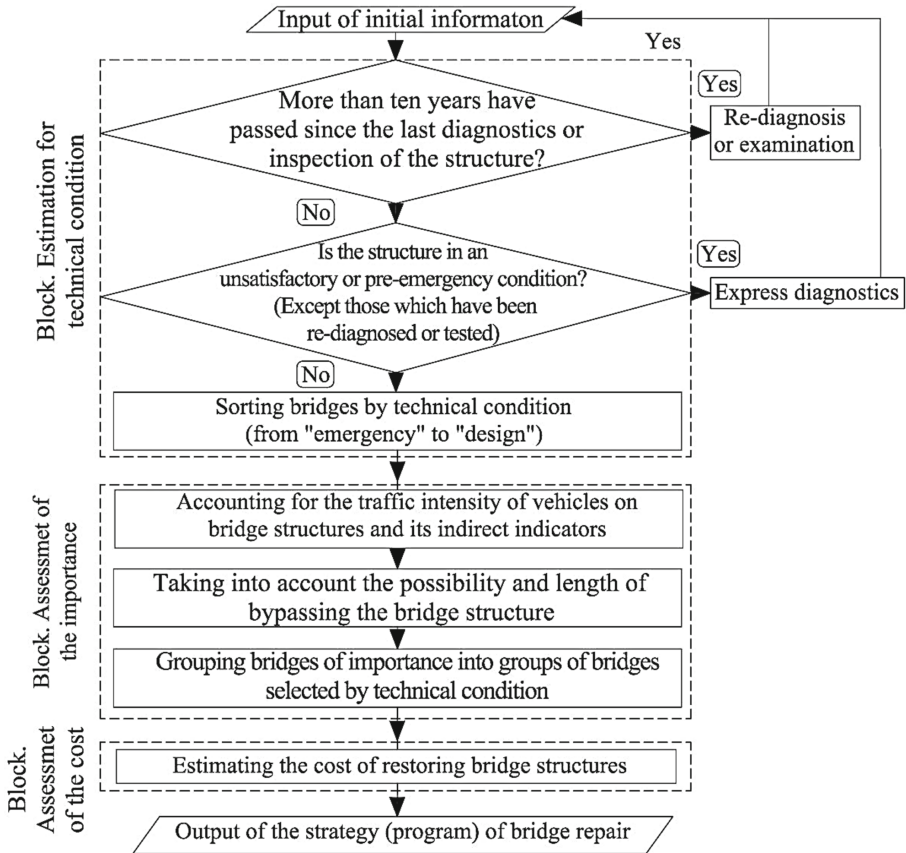 Input of initial informaton
Yes
More than ten years have
passed since the last diagnostics or
inspection of the structure?
Yes
Re-diagnosis
or examination
No
Is the structure in an
unsatisfactory or pre-emergency condition?
(Except those which have been
re-diagnosed or tested)
Yes
Express diagnostics
No
Sorting bridges by technical condition
(from "emergency" to "design")
Block. Estimation for
technical condition
Accounting for the traffic intensity of vehicles on
bridge structures and its indirect indicators
Taking into account the possibility and length of
bypassing the bridge structure
Grouping bridges of importance into groups of bridges
selected by technical condition
Block. Assessmet of
the importance
Estimating the cost of restoring bridge structures
Block.
Assessmet
of the cost
Output of the strategy (program) of bridge repair